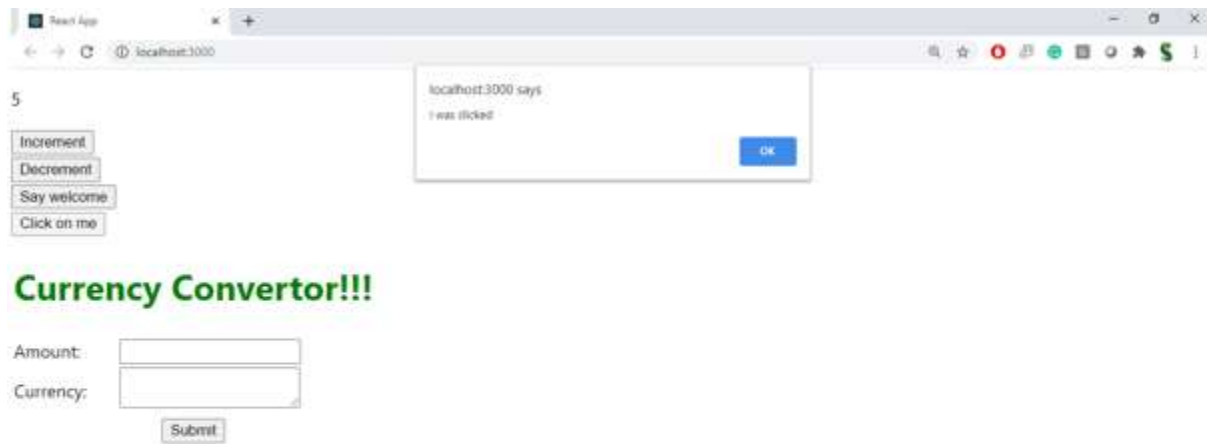 React App
localhost:3000
localhost:3000 says
I was clicked
OK
5
Increment
Decrement
Say welcome
Click on me
Currency Convertor!!!
Amount:
Currency:
Submit